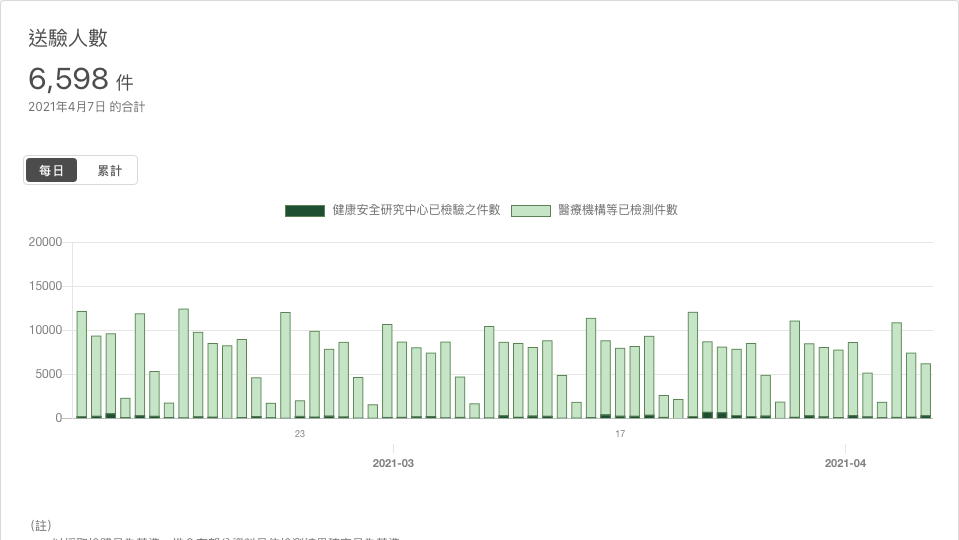 送驗人數
6,598 件
2021年4月7日 的合計
每日 累計
健康安全研究中心已檢驗之件數 醫療機構等已檢測件數
20000
15000
10000
5000
0
23 17
2021-03 2021-04
（註）